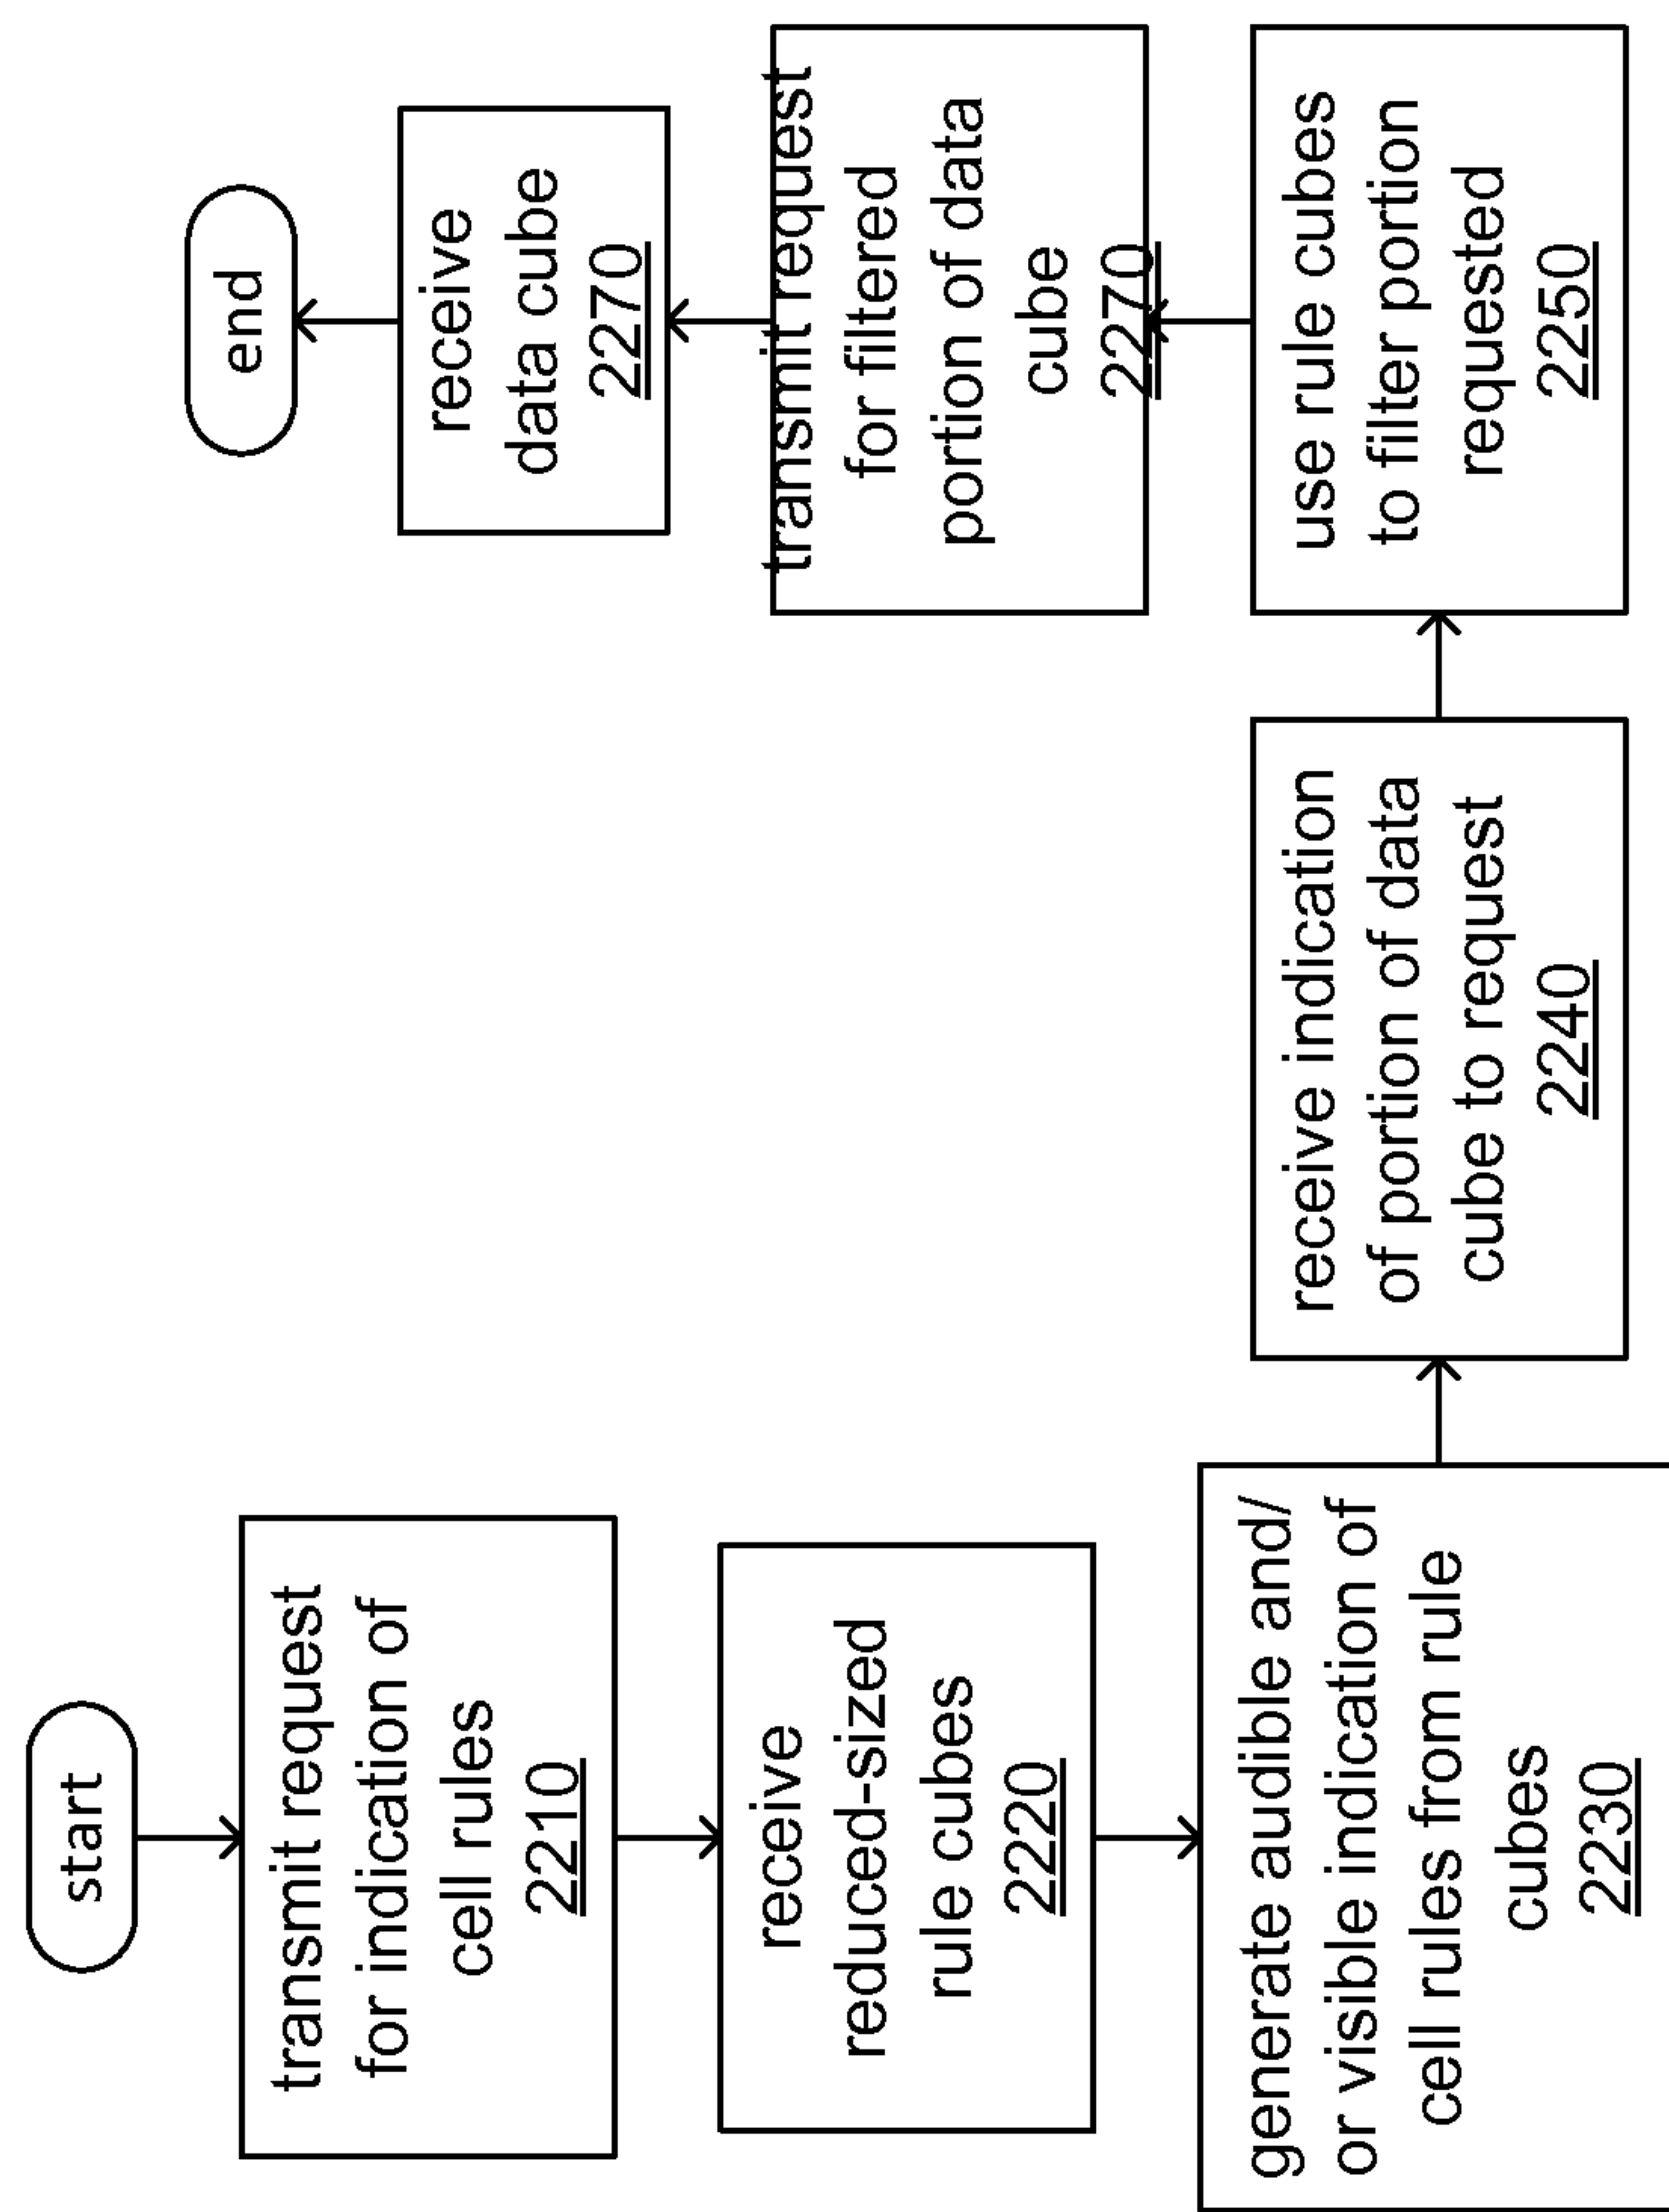 start
transmit request
for indication of
cell rules
2210
receive
reduced-sized
rule cubes
2220
generate audible and/
or visible indication of
cell rules from rule
cubes
2230
receive indication
of portion of data
cube to request
2240
use rule cubes
to filter portion
requested
2250
transmit request
for filtered
portion of data
cube
2270
receive
data cube
2270
end